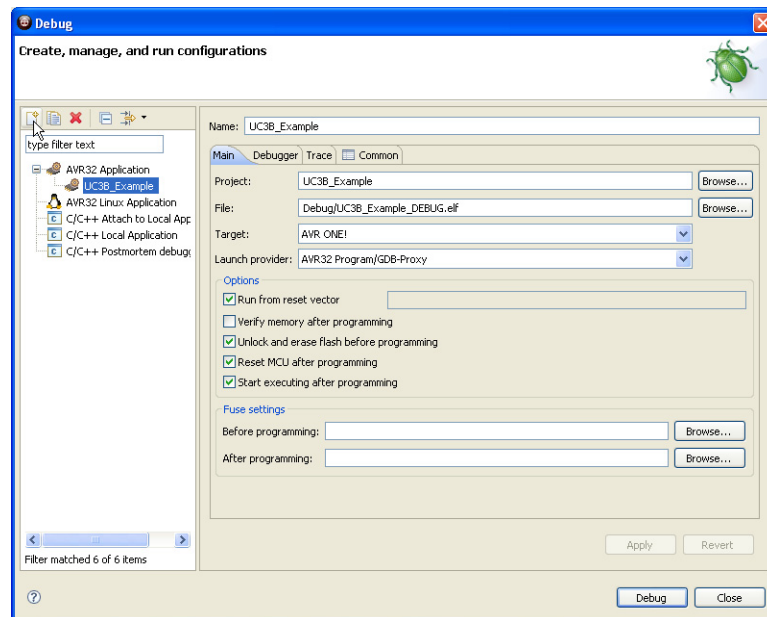 Debug
Create, manage, and run configurations
type filter text
AVR32 Application
UC3B_Example
AVR32 Linux Application
C/C++ Attach to Local App
C/C++ Local Application
C/C++ Postmortem debug
Filter matched 6 of 6 items
Name: UC3B_Example
Main Debugger Trace Common
Project: UC3B_Example Browse...
File: Debug/UC3B_Example_DEBUG.elf Browse...
Target: AVR ONE!
Launch provider: AVR32 Program/GDB-Proxy
Options
Run from reset vector
Verify memory after programming
Unlock and erase flash before programming
Reset MCU after programming
Start executing after programming
Fuse settings
Before programming: Browse...
After programming: Browse...
Apply Revert
Debug Close